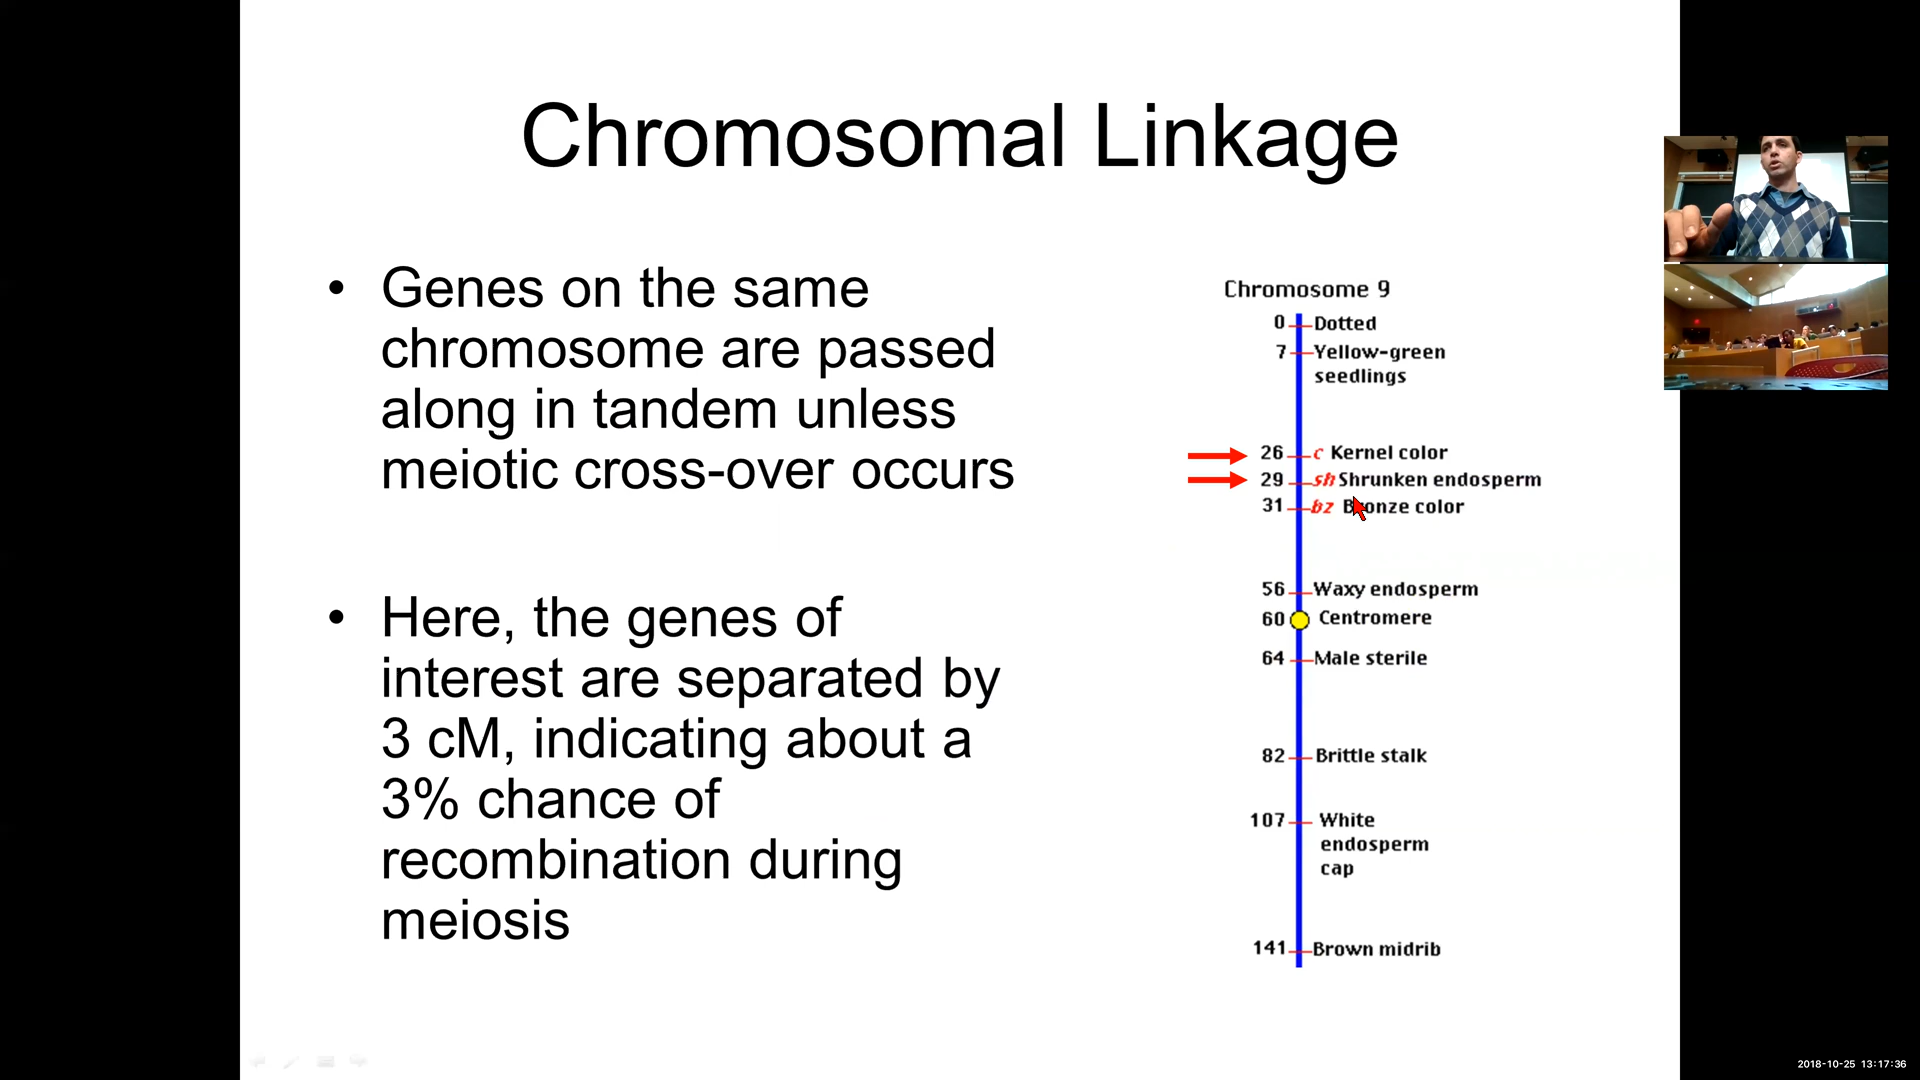 Chromosomal Linkage
• Genes on the same
chromosome are passed
along in tandem unless
meiotic cross-over occurs
• Here, the genes of
interest are separated by
3 cM, indicating about a
3% chance of
recombination during
meiosis
Chromosome 9
0 Dotted
7 Yellow-green
seedlings
26 c Kernel color
29 sh Shrunken endosperm
31 bz Bronze color
56 Waxy endosperm
60 Centromere
64 Male sterile
82 Brittle stalk
107 White
endosperm
cap
141 Brown midrib
2018-10-25 13:17:36